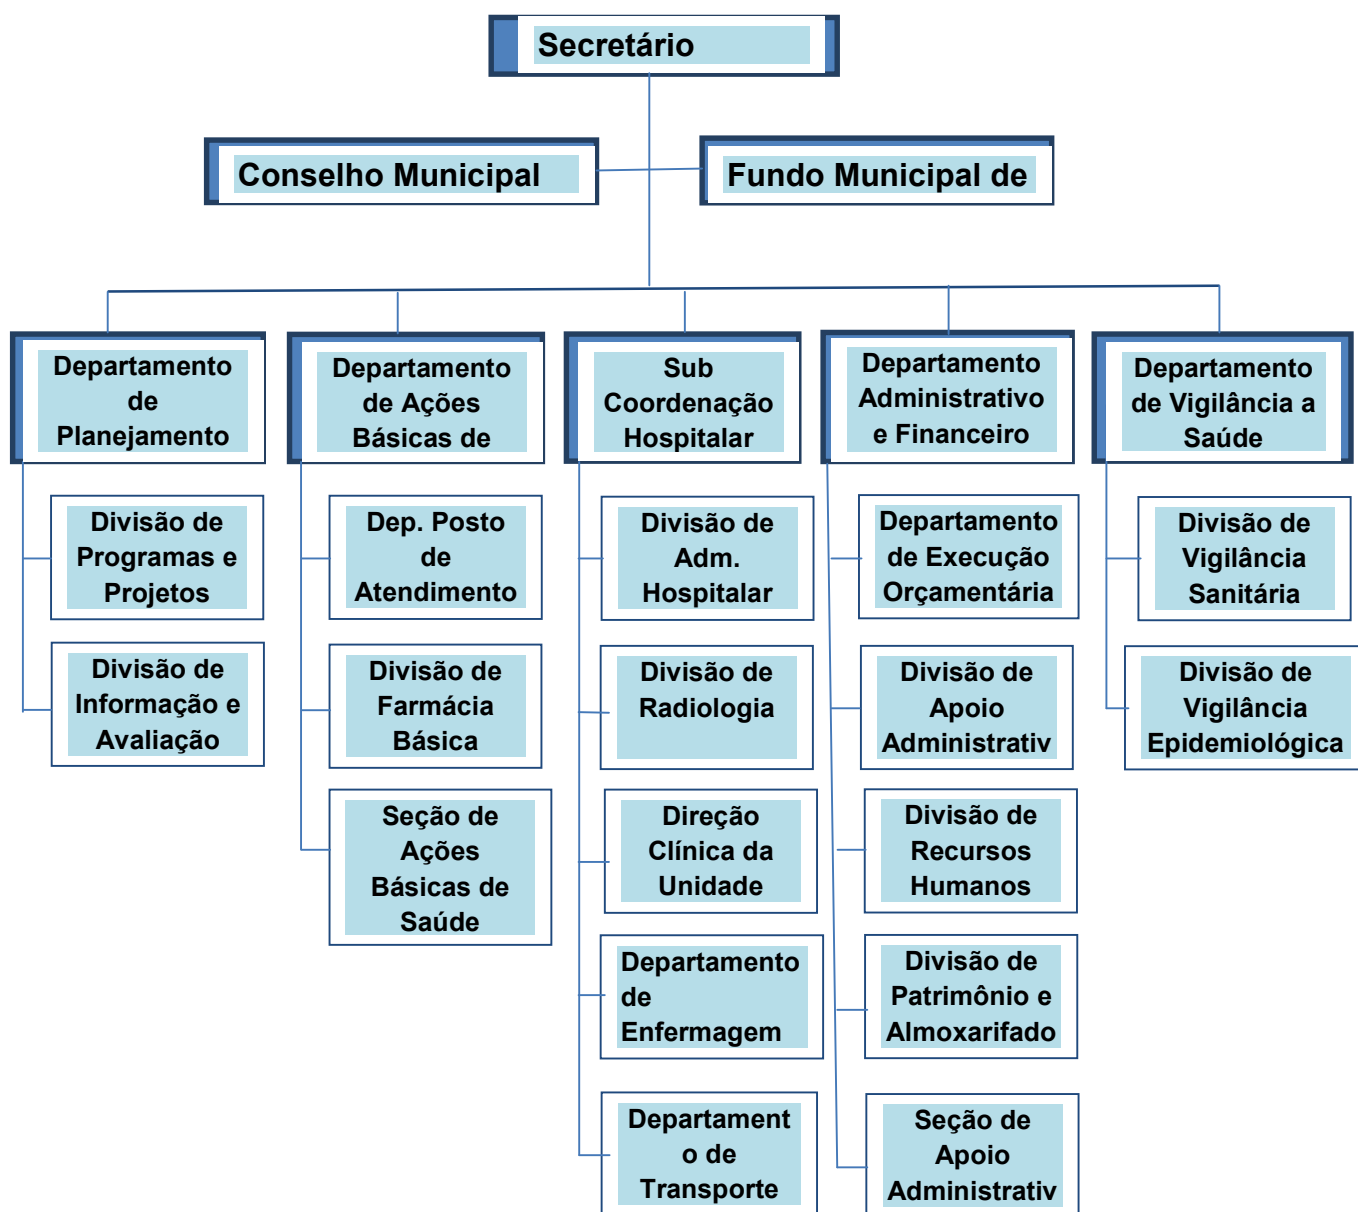 Secretário
Conselho Municipal
Fundo Municipal de
Departamento
de
Planejamento
Departamento
de Ações
Básicas de
Sub
Coordenação
Hospitalar
Departamento
Administrativo
e Financeiro
Departamento
de Vigilância a
Saúde
Divisão de
Programas e
Projetos
Dep. Posto
de
Atendimento
Divisão de
Adm.
Hospitalar
Departamento
de Execução
Orçamentária
Divisão de
Vigilância
Sanitária
Divisão de
Informação e
Avaliação
Divisão de
Farmácia
Básica
Divisão de
Radiologia
Divisão de
Apoio
Administrativ
Divisão de
Vigilância
Epidemiológica
Seção de
Ações
Básicas de
Saúde
Direção
Clínica da
Unidade
Divisão de
Recursos
Humanos
Departamento
de
Enfermagem
Divisão de
Patrimônio e
Almoxarifado
Departament
o de
Transporte
Seção de
Apoio
Administrativ